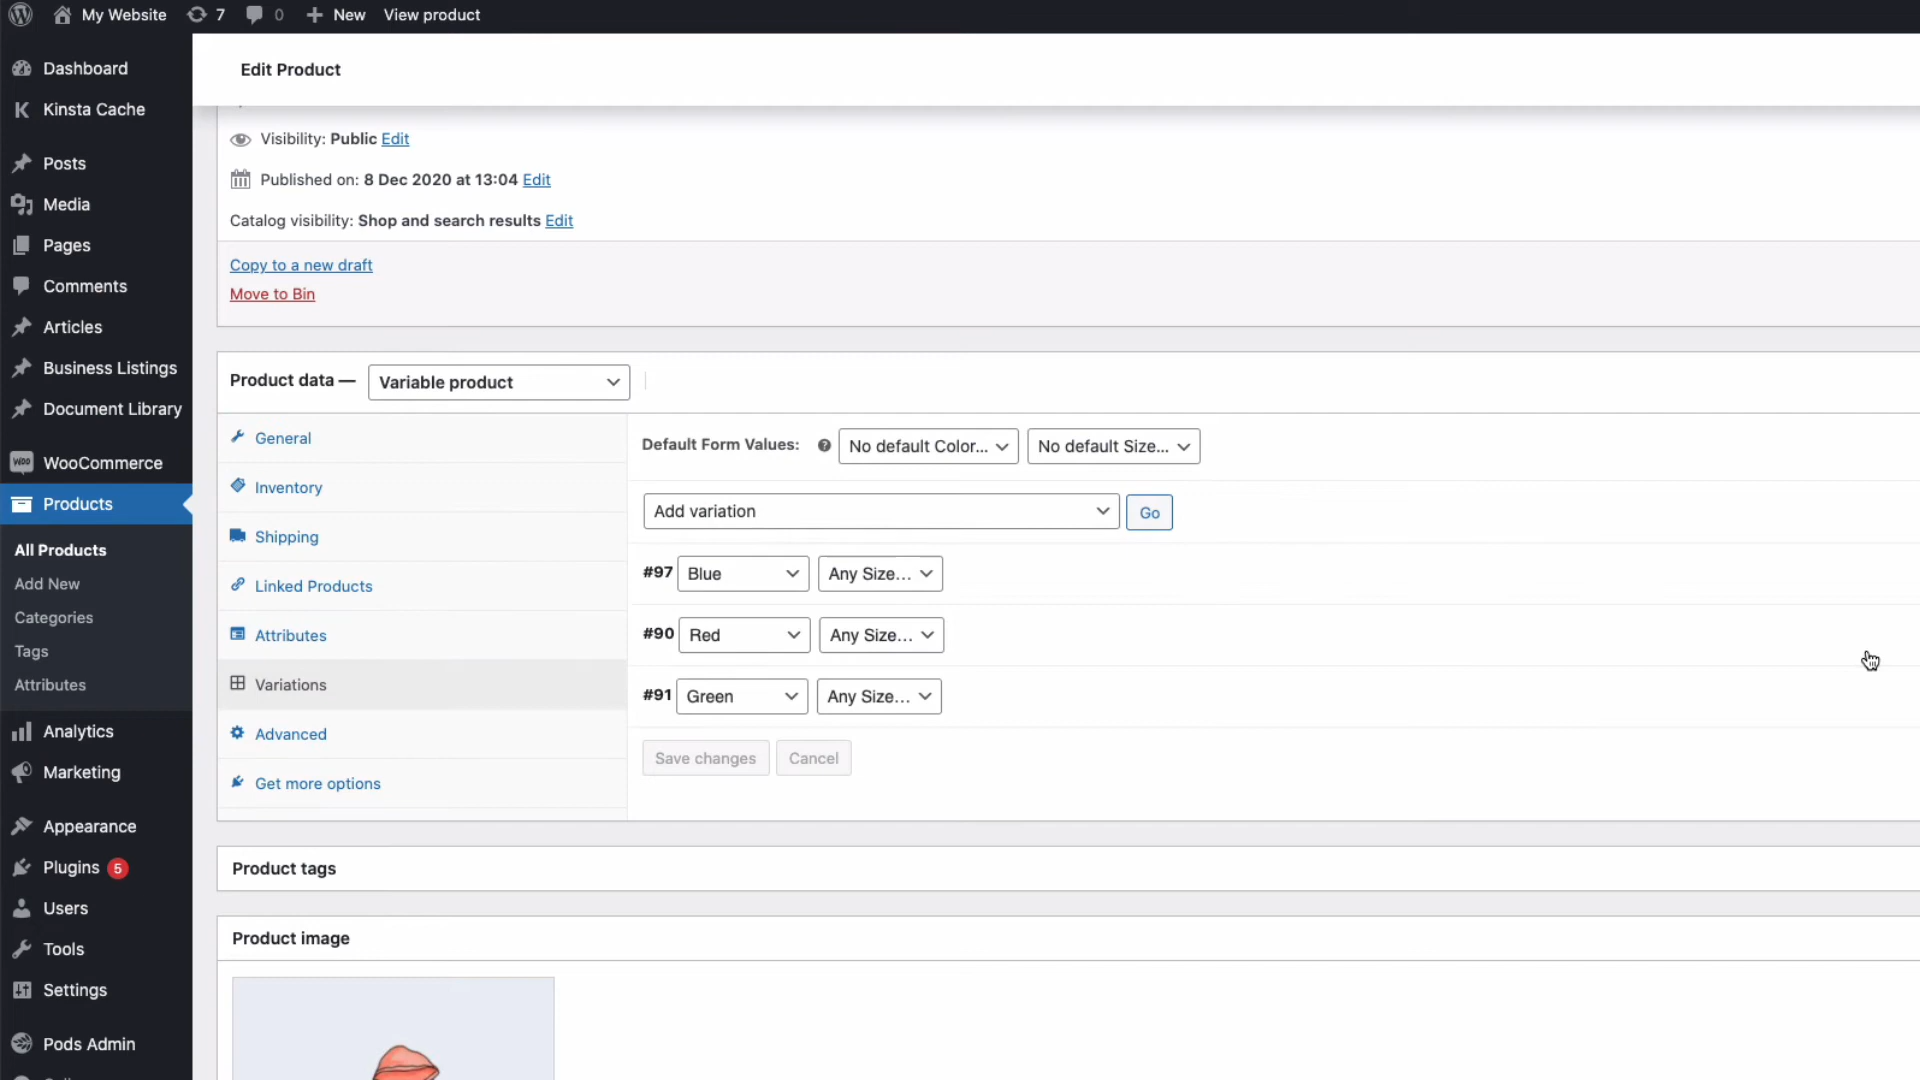 My Website 7 0 New View product
Edit Product
Dashboard
Kinsta Cache
Posts
Media
Pages
Comments
Articles
Business Listings
Document Library
WooCommerce
Products
All Products
Add New
Categories
Tags
Attributes
Analytics
Marketing
Appearance
Plugins 5
Users
Tools
Settings
Pods Admin
Visibility: Public Edit
Published on: 8 Dec 2020 at 13:04 Edit
Catalog visibility: Shop and search results Edit
Copy to a new draft
Move to Bin
Product data — Variable product
General
Inventory
Shipping
Linked Products
Attributes
Variations
Advanced
Get more options
Default Form Values: ? No default Color... No default Size...
Add variation Go
#97 Blue Any Size...
#90 Red Any Size...
#91 Green Any Size...
Save changes Cancel
Product tags
Product image